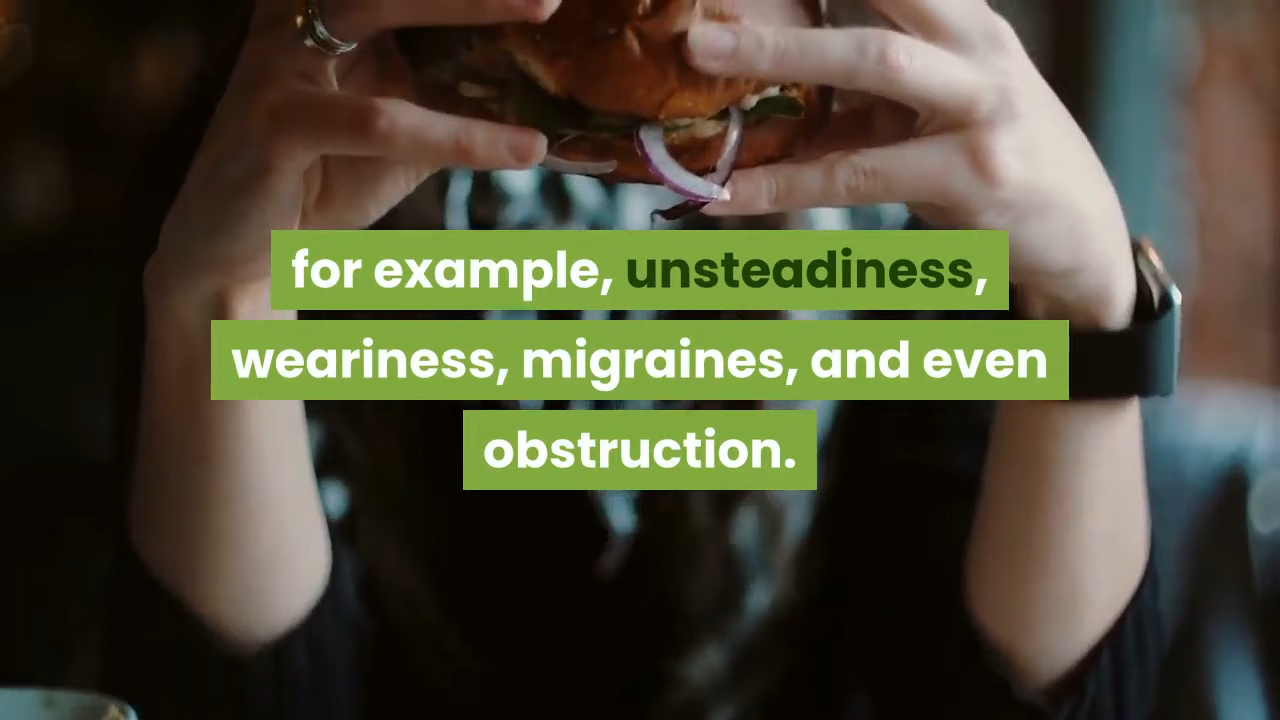 for example, unsteadiness,
weariness, migraines, and even
obstruction.